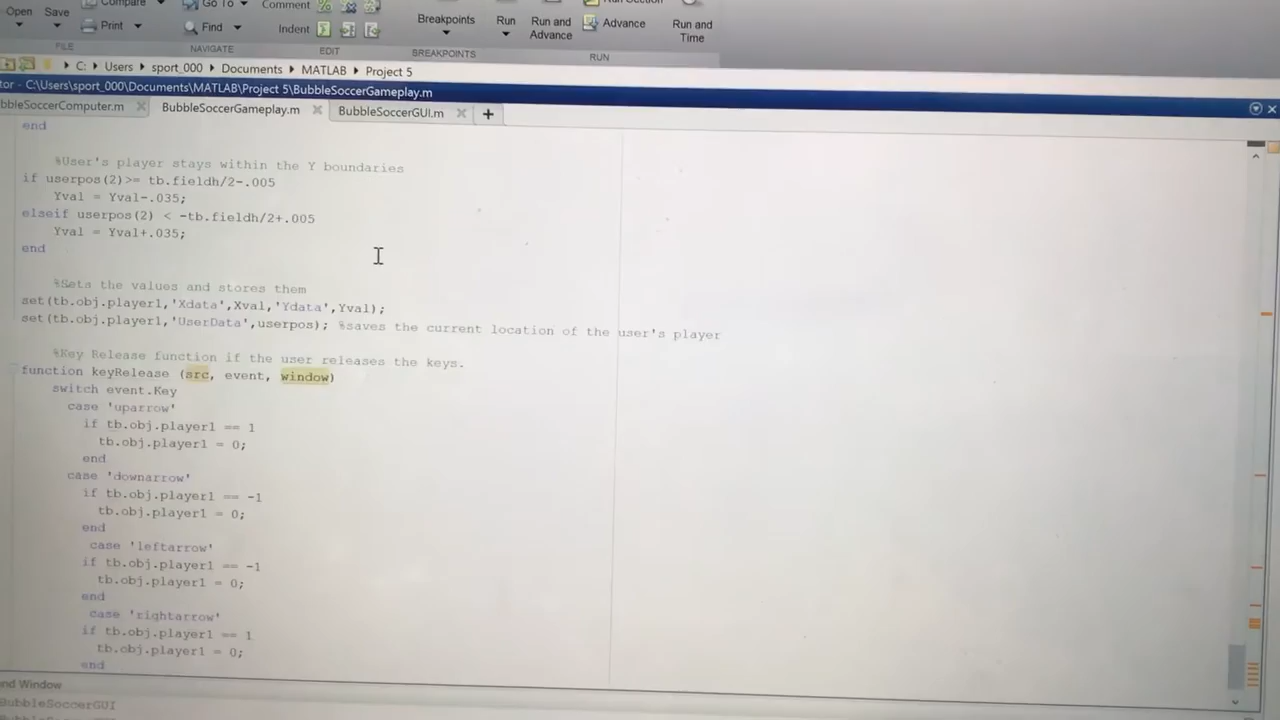 Compare Go To Comment
Open Save Print Find Indent Breakpoints Run Run and Advance Advance Run and Time
FILE NAVIGATE EDIT BREAKPOINTS RUN
C: Users sport_000 Documents MATLAB Project 5
C:\Users\sport_000\Documents\MATLAB\Project 5\BubbleSoccerGameplay.m
bbleSoccerComputer.m BubbleSoccerGameplay.m BubbleSoccerGUI.m +
end
%User's player stays within the Y boundaries
if userpos(2)>= tb.fieldh/2-.005
Yval = Yval-.035;
elseif userpos(2) < -tb.fieldh/2+.005
Yval = Yval+.035;
end
%Sets the values and stores them
set(tb.obj.player1,'Xdata',Xval,'Ydata',Yval);
set(tb.obj.player1,'UserData',userpos); %saves the current location of the user's player
%Key Release function if the user releases the keys.
function keyRelease (src, event, window)
switch event.Key
case 'uparrow'
if tb.obj.player1 == 1
tb.obj.player1 = 0;
end
case 'downarrow'
if tb.obj.player1 == -1
tb.obj.player1 = 0;
end
case 'leftarrow'
if tb.obj.player1 == -1
tb.obj.player1 = 0;
end
case 'rightarrow'
if tb.obj.player1 == 1
tb.obj.player1 = 0;
end
nd Window
BubbleSoccerGUI